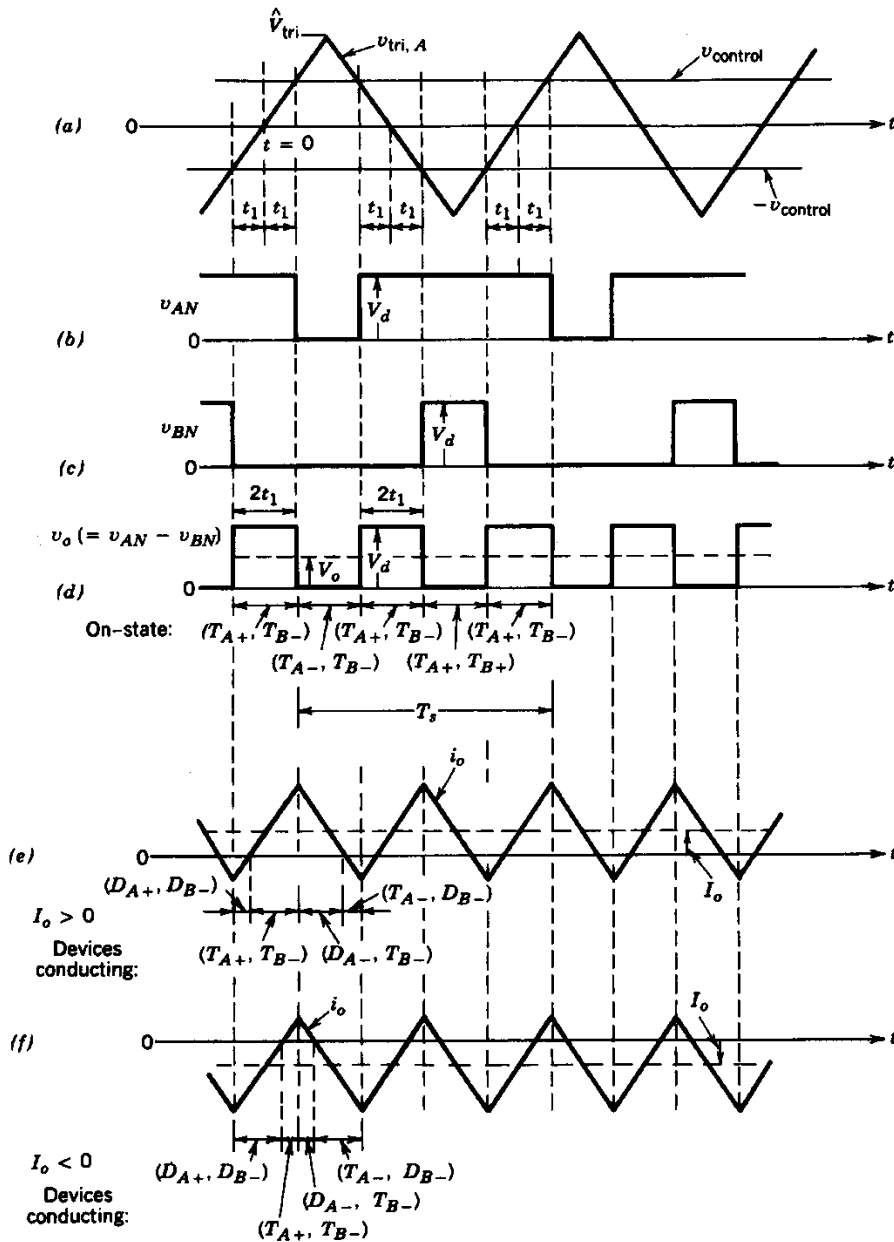 V̂tri
vtri, A
vcontrol
(a) 0 t
t = 0
−vcontrol
t1 t1 t1 t1 t1 t1
vAN
Vd
(b) 0 t
vBN
Vd
(c) 0 t
2t1 2t1
vo (= vAN − vBN)
Vo Vd
(d) 0 t
On–state: (TA+, TB−) (TA+, TB−) (TA+, TB−)
(TA−, TB−) (TA+, TB+)
Ts
io
(e) 0 t
(DA+, DB−) (TA−, DB−) Io
Io > 0
Devices (TA+, TB−) (DA−, TB−)
conducting:
io Io
(f) 0 t
Io < 0 (DA+, DB−) (TA−, DB−)
Devices (DA−, TB−)
conducting: (TA+, TB−)